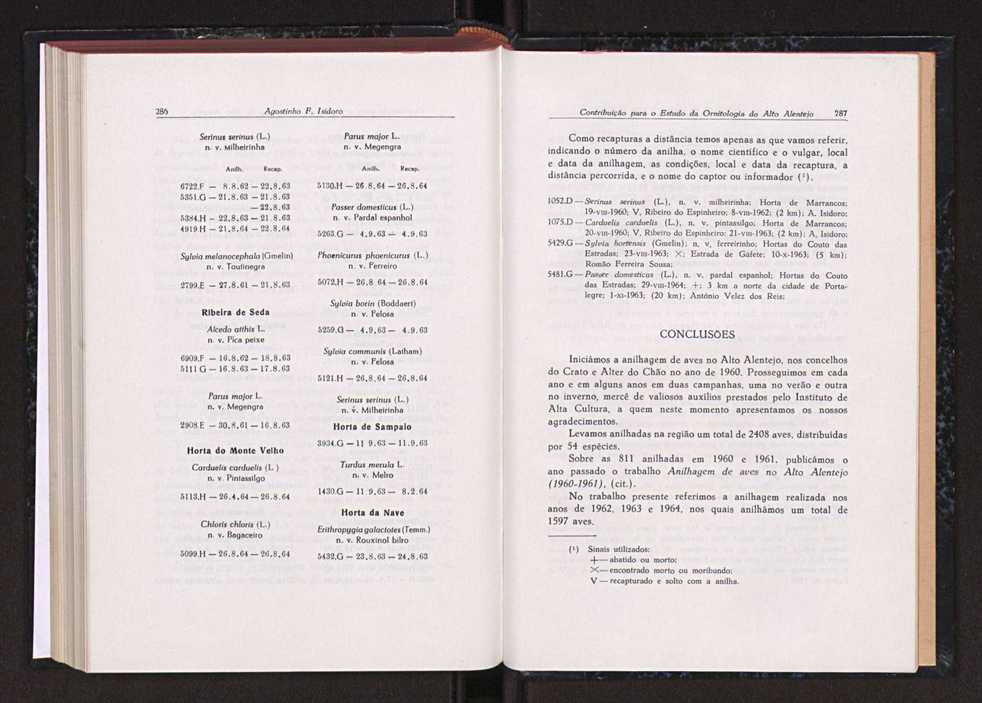 286
Agostinho F. Isidoro
Serinus serinus (L.)
n. v. Milheirinha
Anilh. Recap.
6722.F — 8.8.62 — 22.8.63
5351.G — 21.8.63 — 21.8.63
— 22.8.63
5384.H — 22.8.63 — 21.8.63
4919.H — 21.8.64 — 22.8.64
Sylvia melanocephala (Gmelin)
n. v. Toutinegra
2799.E — 27.8.61 — 21.8.63
Ribeira de Seda
Alcedo atthis L.
n. v. Pica peixe
6909.F — 16.8.62 — 18.8.63
5111 G — 16.8.63 — 17.8.63
Parus major L.
n. v. Megengra
2908.E — 30.8.61 — 16.8.63
Horta do Monte Velho
Carduelis carduelis (L.)
n. v. Pintassilgo
5113.H — 26.4.64 — 26.8.64
Chloris chloris (L.)
n. v. Bogaceiro
5099.H — 26.8.64 — 26.8.64
Parus major L.
n. v. Megengra
Anilh. Recap.
5130.H — 26.8.64 — 26.8.64
Passer domesticus (L.)
n. v. Pardal espanhol
5263.G — 4.9.63 — 4.9.63
Phoenicurus phoenicurus (L.)
n. v. Ferreiro
5072.H — 26.8 64 — 26.8.64
Sylvia borin (Boddaert)
n. v. Felosa
5259.G — 4.9.63 — 4.9.63
Sylvia communis (Latham)
n. v. Felosa
5121.H — 26.8.64 — 26.8.64
Serinus serinus (L.)
n. v. Milheirinha
Horta de Sampaio
3934.G — 11 9.63 — 11.9.63
Turdus merula L.
n. v. Melro
1430.G — 11 9.63 — 8.2.64
Horta da Nave
Erithropygia galactotes (Temm.)
n. v. Rouxinol bilro
5432.G — 23.8.63 — 24.8.63
Contribuïção para o Estudo da Ornitologia do Alto Alentejo 287
Como recapturas a distância temos apenas as que vamos referir,
indicando o número da anilha, o nome científico e o vulgar, local
e data da anilhagem, as condições, local e data da recaptura, a
distância percorrida, e o nome do captor ou informador (¹).
1052.D — Serinus serinus (L.), n. v. milheirinha; Horta de Marrancos;
19-VIII-1960; V, Ribeiro do Espinheiro; 8-VIII-1962; (2 km); A. Isidoro;
1075.D — Carduelis carduelis (L.), n. v. pintassilgo; Horta de Marrancos;
20-VIII-1960; V, Ribeiro do Espinheiro; 21-VIII-1963; (2 km); A. Isidoro;
5429.G — Sylvia hortensis (Gmelin); n. v. ferreirinho; Hortas do Couto das
Estradas; 23-VIII-1963; ×; Estrada de Gáfete; 10-X-1963; (5 km);
Romão Ferreira Sousa;
5481.G — Passer domesticus (L.), n. v. pardal espanhol; Hortas do Couto
das Estradas; 29-VIII-1964; +; 3 km a norte da cidade de Porta-
legre; 1-XI-1963; (20 km); António Velez dos Reis;
CONCLUSÕES
Iniciámos a anilhagem de aves no Alto Alentejo, nos concelhos
do Crato e Alter do Chão no ano de 1960. Prosseguimos em cada
ano e em alguns anos em duas campanhas, uma no verão e outra
no inverno, mercê de valiosos auxílios prestados pelo Instituto de
Alta Cultura, a quem neste momento apresentamos os nossos
agradecimentos.
Levamos anilhadas na região um total de 2408 aves, distribuídas
por 54 espécies.
Sobre as 811 anilhadas em 1960 e 1961, publicámos o
ano passado o trabalho Anilhagem de aves no Alto Alentejo
(1960-1961), (cit.).
No trabalho presente referimos a anilhagem realizada nos
anos de 1962, 1963 e 1964, nos quais anilhámos um total de
1597 aves.
(¹) Sinais utilizados:
+ — abatido ou morto;
× — encontrado morto ou moribundo;
V — recapturado e solto com a anilha.